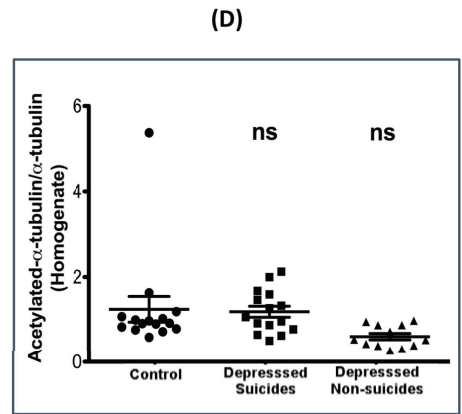 (D)
Acetylated-α-tubulin/α-tubulin
(Homogenate)
6
4
2
0
ns
ns
Control
Depresssed
Suicides
Depresssed
Non-suicides